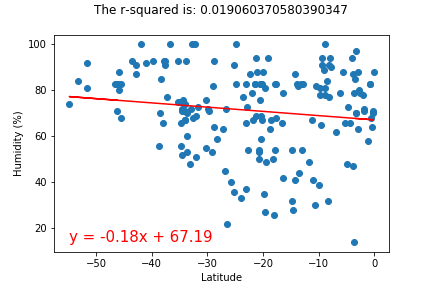 The r-squared is: 0.019060370580390347
100
80
60
40
20
Humidity (%)
y = -0.18x + 67.19
−50 −40 −30 −20 −10 0
Latitude